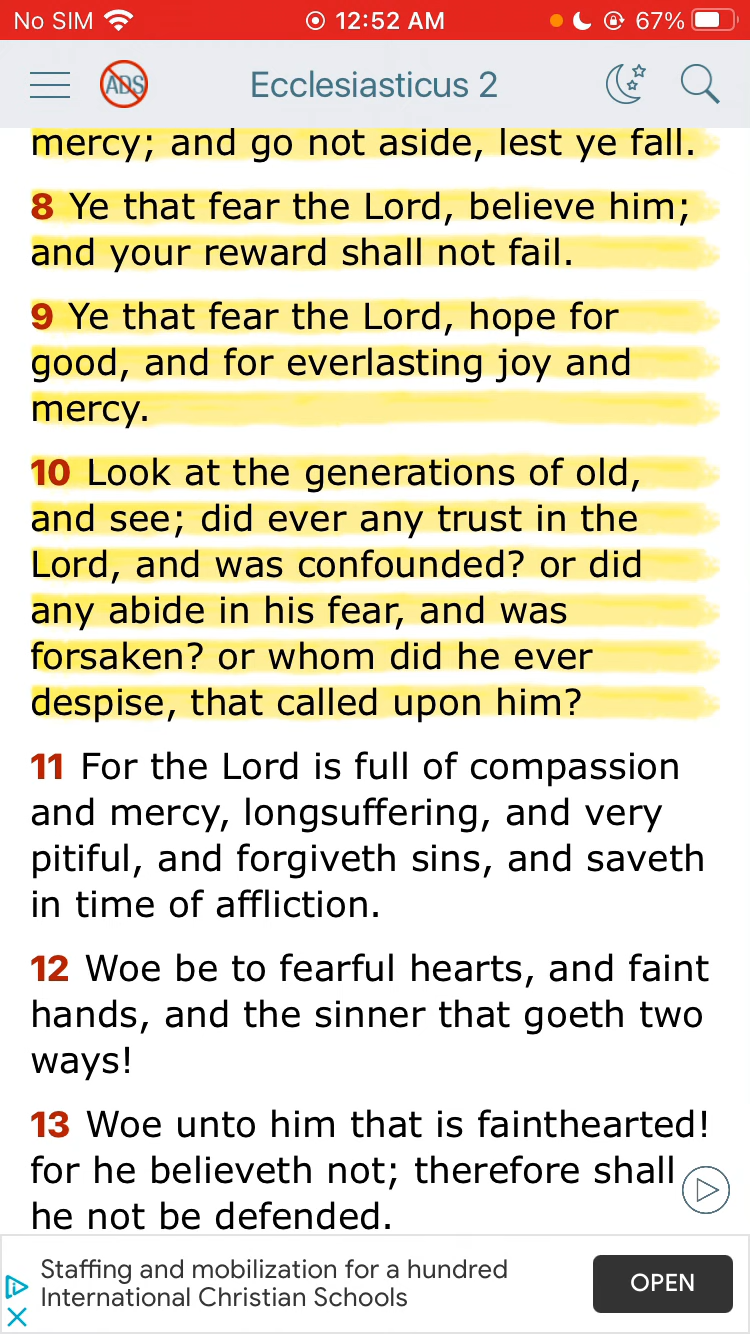 No SIM 12:52 AM 67%
ADS Ecclesiasticus 2
mercy; and go not aside, lest ye fall.
8 Ye that fear the Lord, believe him;
and your reward shall not fail.
9 Ye that fear the Lord, hope for
good, and for everlasting joy and
mercy.
10 Look at the generations of old,
and see; did ever any trust in the
Lord, and was confounded? or did
any abide in his fear, and was
forsaken? or whom did he ever
despise, that called upon him?
11 For the Lord is full of compassion
and mercy, longsuffering, and very
pitiful, and forgiveth sins, and saveth
in time of affliction.
12 Woe be to fearful hearts, and faint
hands, and the sinner that goeth two
ways!
13 Woe unto him that is fainthearted!
for he believeth not; therefore shall
he not be defended.
Staffing and mobilization for a hundred
International Christian Schools
OPEN